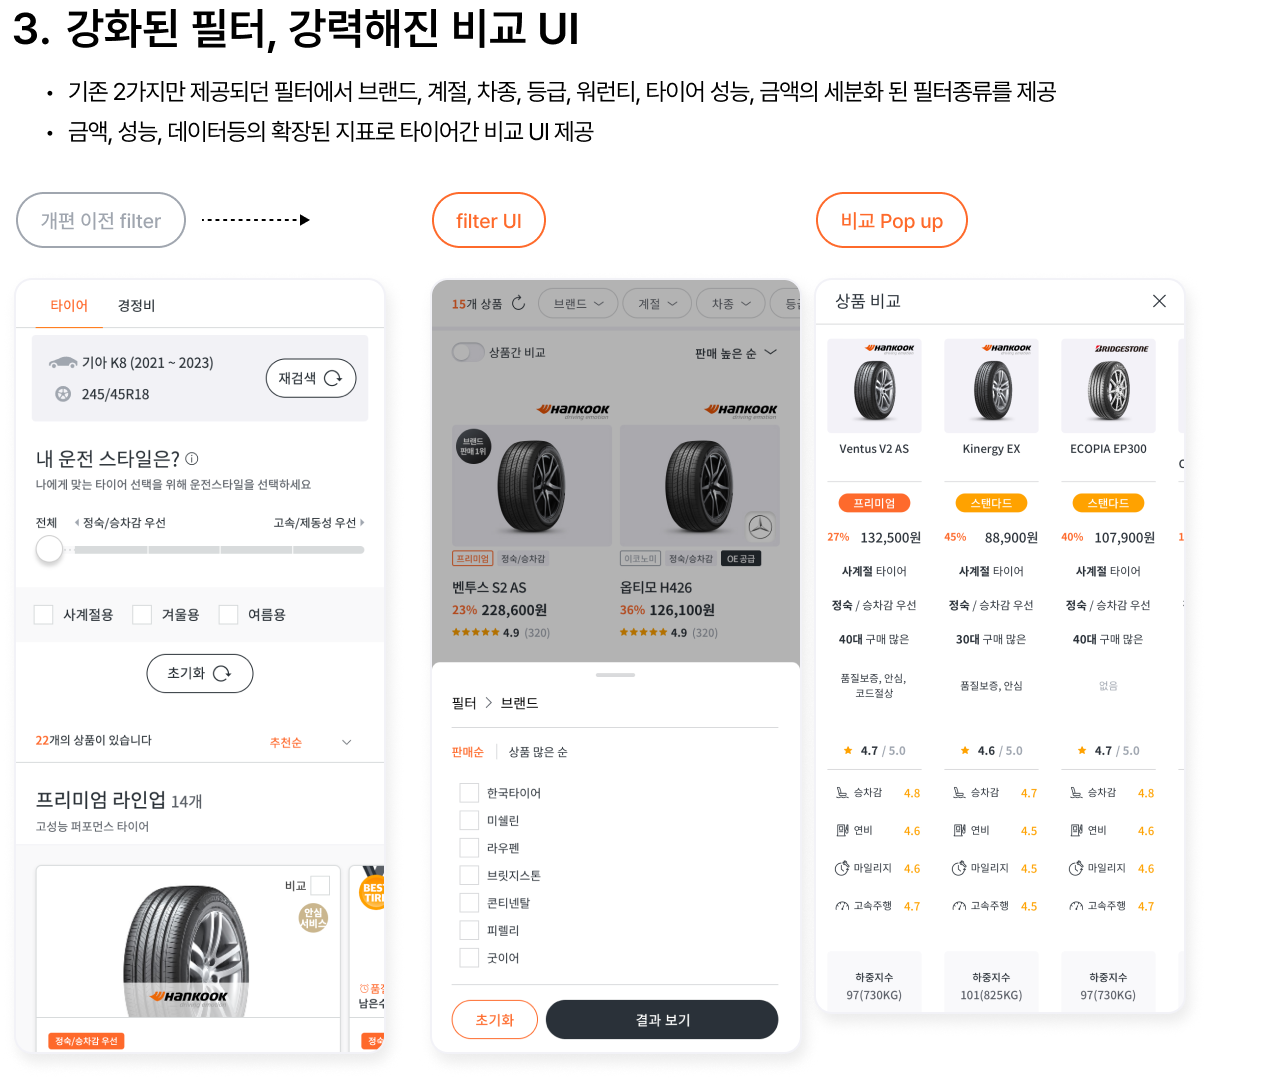 3. 강화된 필터, 강력해진 비교 UI
• 기존 2가지만 제공되던 필터에서 브랜드, 계절, 차종, 등급, 워런티, 타이어 성능, 금액의 세분화 된 필터종류를 제공
• 금액, 성능, 데이터등의 확장된 지표로 타이어간 비교 UI 제공
개편 이전 filter
타이어 경정비
기아 K8 (2021 ~ 2023)
245/45R18
재검색
내 운전 스타일은?
나에게 맞는 타이어 선택을 위해 운전스타일을 선택하세요
전체 정숙/승차감 우선 고속/제동성 우선
사계절용 겨울용 여름용
초기화
22개의 상품이 있습니다 추천순
프리미엄 라인업 14개
고성능 퍼포먼스 타이어
비교
안심
서비스
HANKOOK
정숙/승차감 우선
BES
TIR
품질
남은수
정숙
filter UI
15개 상품 브랜드 계절 차종 등급
상품간 비교 판매 높은 순
HANKOOK
driving emotion
HANKOOK
driving emotion
브랜드
판매 1위
프리미엄 정숙/승차감
벤투스 S2 AS
23% 228,600원
★★★★★ 4.9 (320)
이코노미 정숙/승차감 OE 공급
옵티모 H426
36% 126,100원
★★★★★ 4.9 (320)
필터 > 브랜드
판매순 상품 많은 순
한국타이어
미쉘린
라우펜
브릿지스톤
콘티넨탈
피렐리
굿이어
초기화 결과 보기
비교 Pop up
상품 비교
HANKOOK HANKOOK BRIDGESTONE
Ventus V2 AS Kinergy EX ECOPIA EP300
프리미엄 스탠다드 스탠다드
27% 132,500원 45% 88,900원 40% 107,900원 1
사계절 타이어 사계절 타이어 사계절 타이어
정숙 / 승차감 우선 정숙 / 승차감 우선 정숙 / 승차감 우선
40대 구매 많은 30대 구매 많은 40대 구매 많은
품질보증, 안심,
코드절상
품질보증, 안심
없음
★ 4.7 / 5.0 ★ 4.6 / 5.0 ★ 4.7 / 5.0
승차감 4.8 승차감 4.7 승차감 4.8
연비 4.6 연비 4.5 연비 4.6
마일리지 4.6 마일리지 4.5 마일리지 4.6
고속주행 4.7 고속주행 4.5 고속주행 4.7
하중지수 하중지수 하중지수
97(730KG) 101(825KG) 97(730KG)